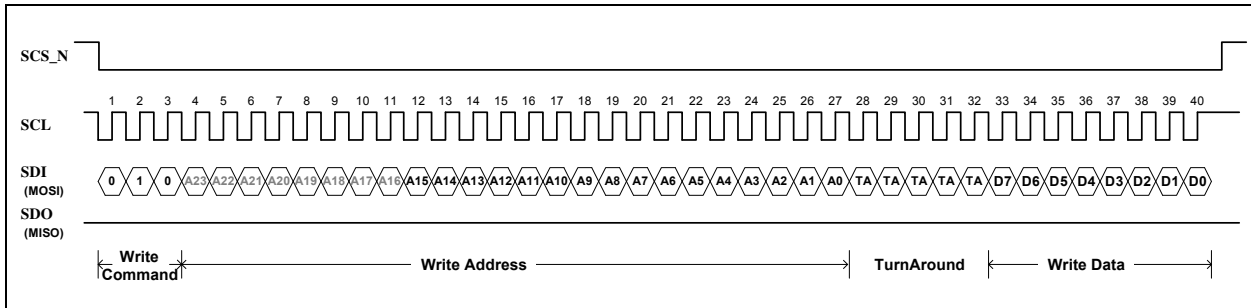 SCS_N
1 2 3 4 5 6 7 8 9 10 11 12 13 14 15 16 17 18 19 20 21 22 23 24 25 26 27 28 29 30 31 32 33 34 35 36 37 38 39 40
SCL
SDI
(MOSI)
0 1 0 A23 A22 A21 A20 A19 A18 A17 A16 A15 A14 A13 A12 A11 A10 A9 A8 A7 A6 A5 A4 A3 A2 A1 A0 TA TA TA TA TA D7 D6 D5 D4 D3 D2 D1 D0
SDO
(MISO)
Write
Command
Write Address
TurnAround
Write Data